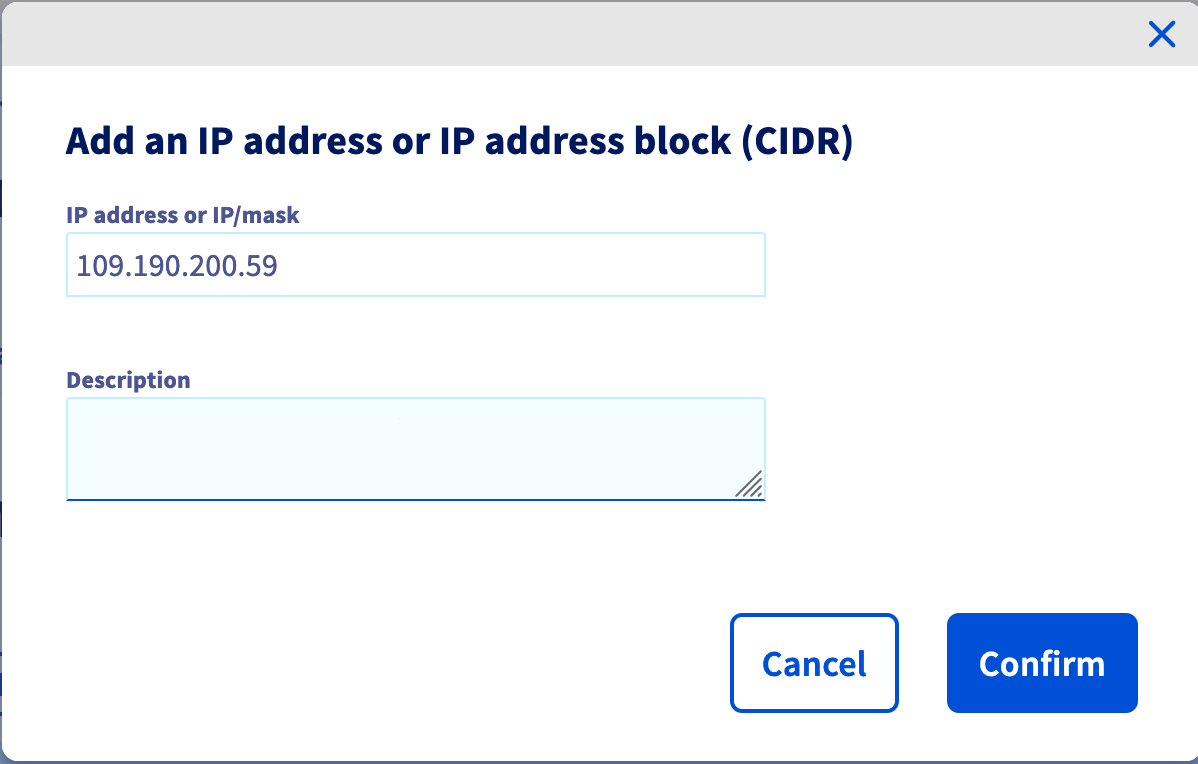 Add an IP address or IP address block (CIDR)
IP address or IP/mask
109.190.200.59
Description
Cancel
Confirm